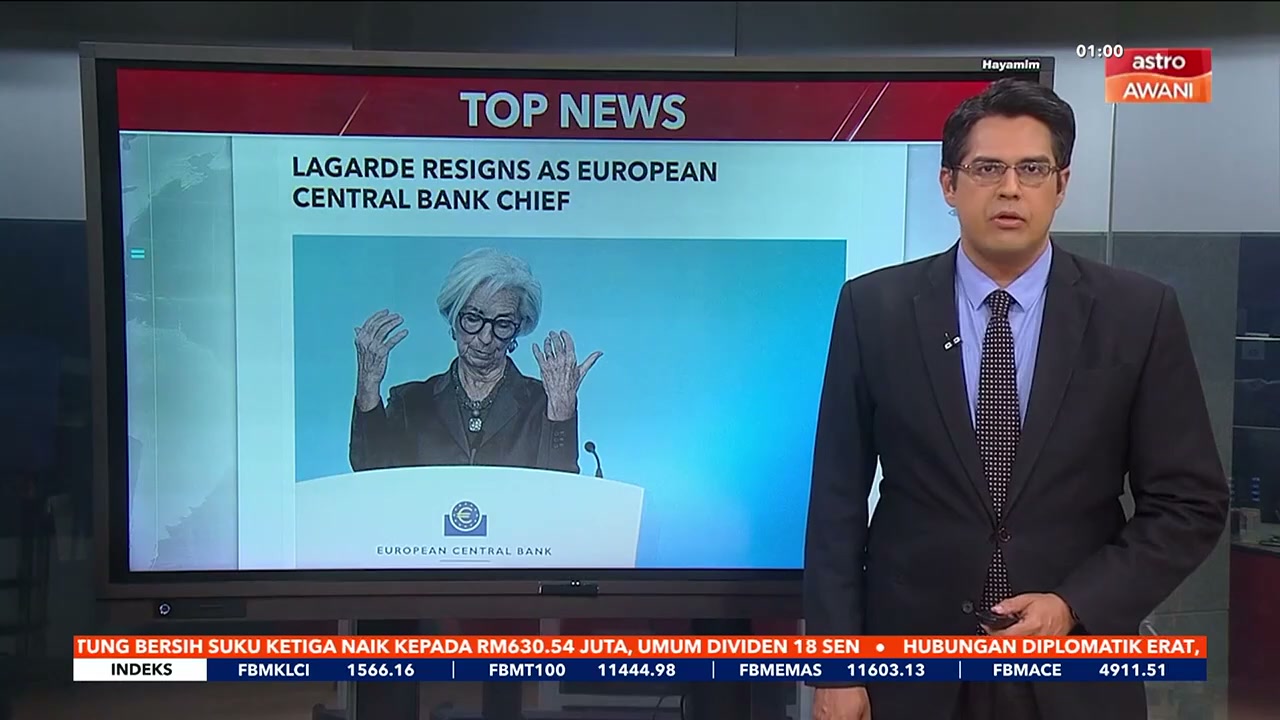 01:00
Hayamim
astro
AWANI
TOP NEWS
LAGARDE RESIGNS AS EUROPEAN
CENTRAL BANK CHIEF
€
EUROPEAN CENTRAL BANK
TUNG BERSIH SUKU KETIGA NAIK KEPADA RM630.54 JUTA, UMUM DIVIDEN 18 SEN • HUBUNGAN DIPLOMATIK ERAT,
INDEKS FBMKLCI 1566.16 FBMT100 11444.98 FBMEMAS 11603.13 FBMACE 4911.51